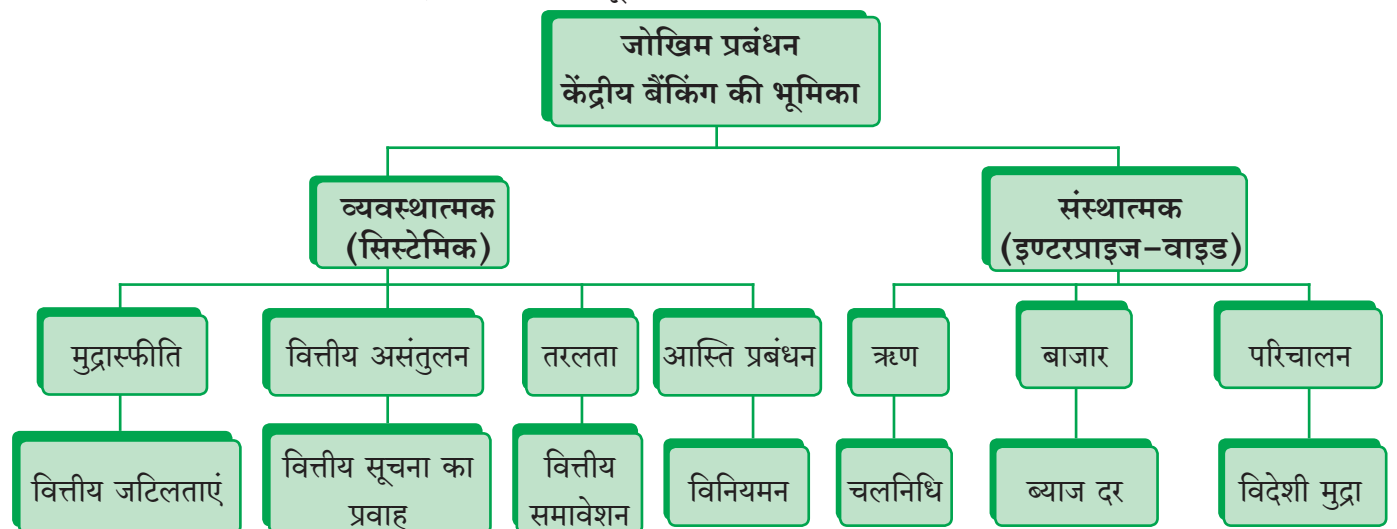 जोखिम प्रबंधन
केंद्रीय बैंकिंग की भूमिका
व्यवस्थात्मक
(सिस्टेमिक)
संस्थात्मक
(इण्टरप्राइज-वाइड)
मुद्रास्फीति
वित्तीय असंतुलन
तरलता
आस्ति प्रबंधन
ऋण
बाजार
परिचालन
वित्तीय जटिलताएं
वित्तीय सूचना का
प्रवाह
वित्तीय
समावेशन
विनियमन
चलनिधि
ब्याज दर
विदेशी मुद्रा